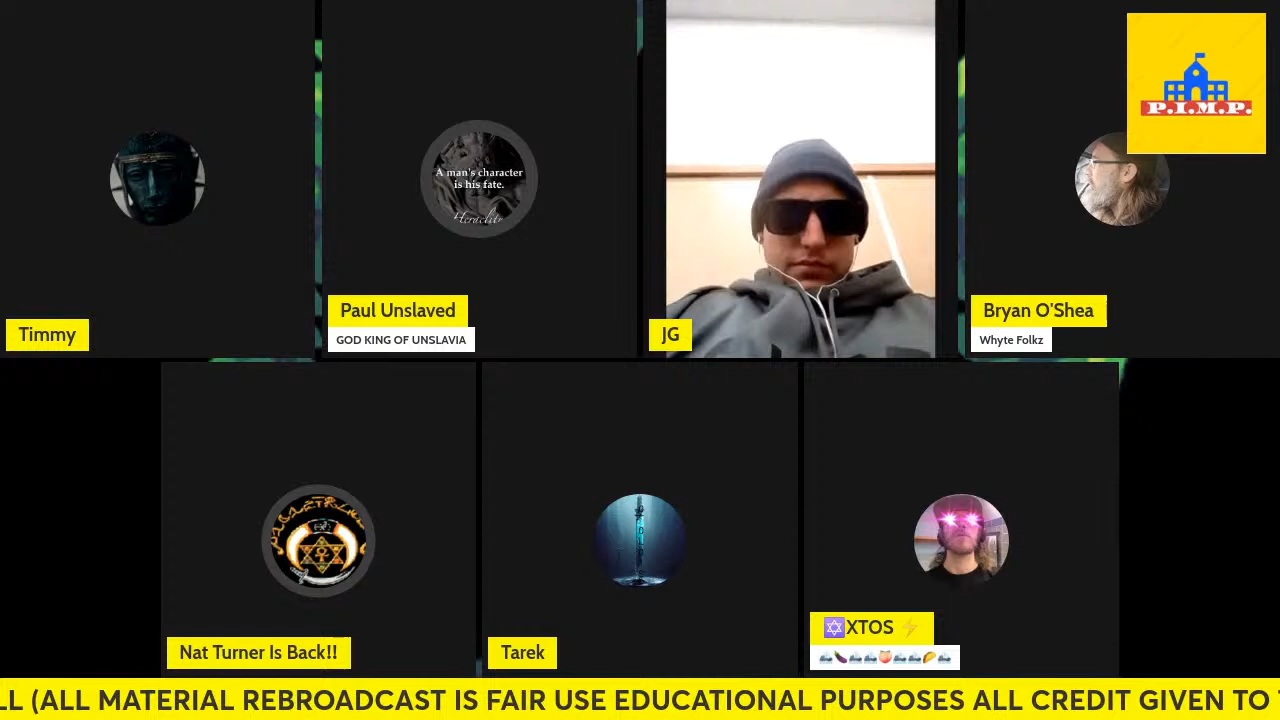 P.I.M.P.
A man's character
is his fate.
Timmy
Paul Unslaved
GOD KING OF UNSLAVIA
JG
Bryan O'Shea
Whyte Folkz
Nat Turner Is Back!!
Tarek
XTOS
LL (ALL MATERIAL REBROADCAST IS FAIR USE EDUCATIONAL PURPOSES ALL CREDIT GIVEN TO